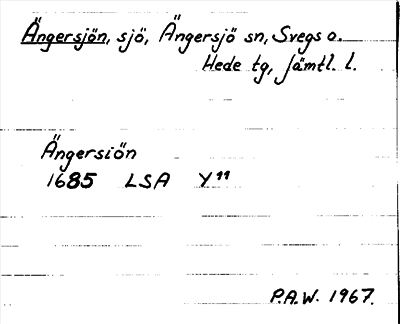 Ängersjön, sjö, Ängersjö sn, Svegs o.
Hede tg, Jämtl. l.
Ängersiön
1685 LSA Y¹¹
P.A.W. 1967.